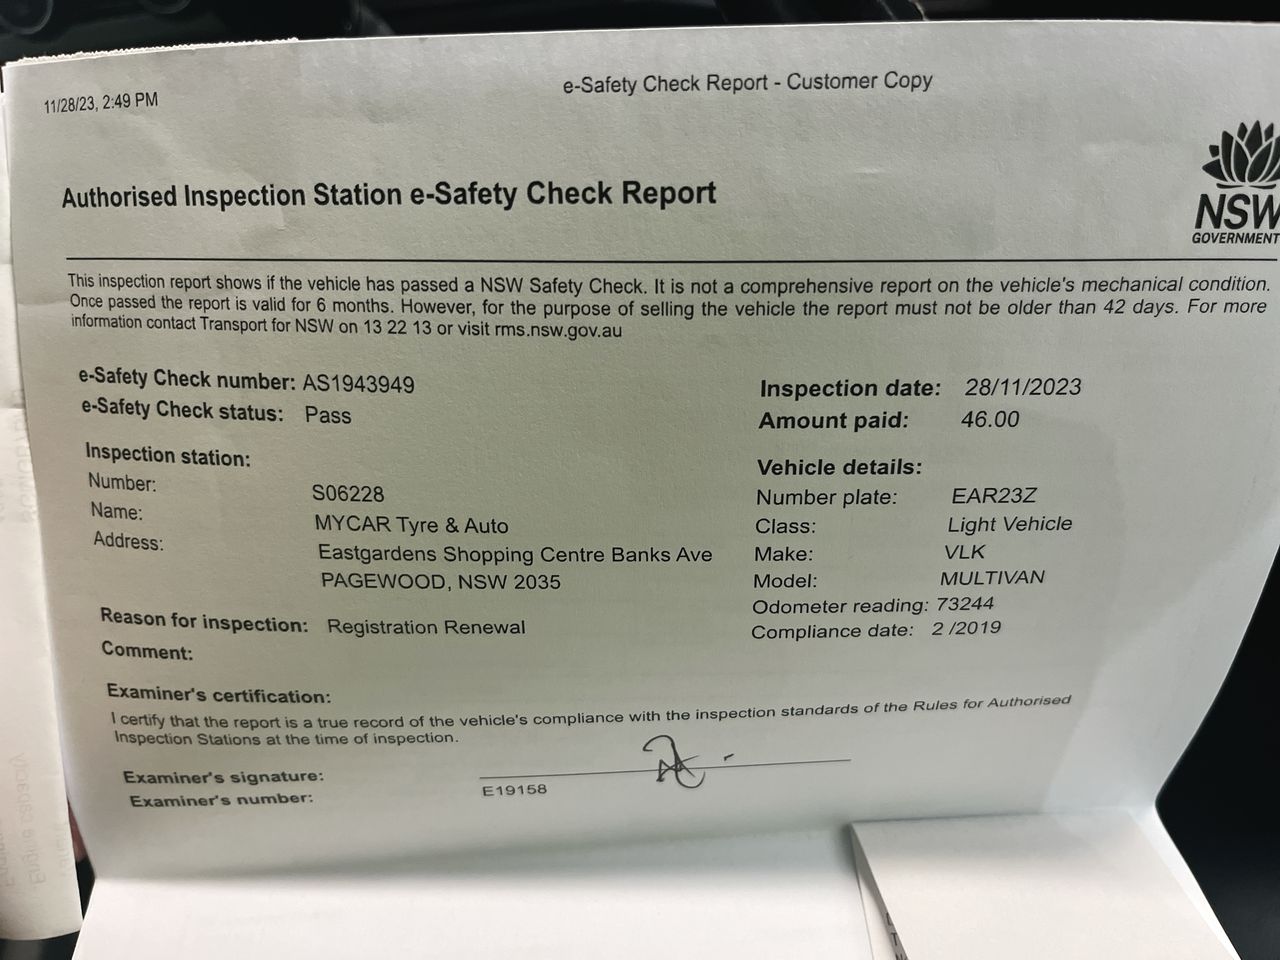 11/28/23, 2:49 PM
e-Safety Check Report - Customer Copy
Authorised Inspection Station e-Safety Check Report
NSW
GOVERNMENT
This inspection report shows if the vehicle has passed a NSW Safety Check. It is not a comprehensive report on the vehicle's mechanical condition.
Once passed the report is valid for 6 months. However, for the purpose of selling the vehicle the report must not be older than 42 days. For more
information contact Transport for NSW on 13 22 13 or visit rms.nsw.gov.au
e-Safety Check number: AS1943949
e-Safety Check status: Pass
Inspection station:
Number: S06228
Name: MYCAR Tyre & Auto
Address: Eastgardens Shopping Centre Banks Ave
PAGEWOOD, NSW 2035
Reason for inspection: Registration Renewal
Comment:
Inspection date: 28/11/2023
Amount paid: 46.00
Vehicle details:
Number plate: EAR23Z
Class: Light Vehicle
Make: VLK
Model: MULTIVAN
Odometer reading: 73244
Compliance date: 2 /2019
Examiner's certification:
I certify that the report is a true record of the vehicle's compliance with the inspection standards of the Rules for Authorised
Inspection Stations at the time of inspection.
Examiner's signature:
Examiner's number: E19158